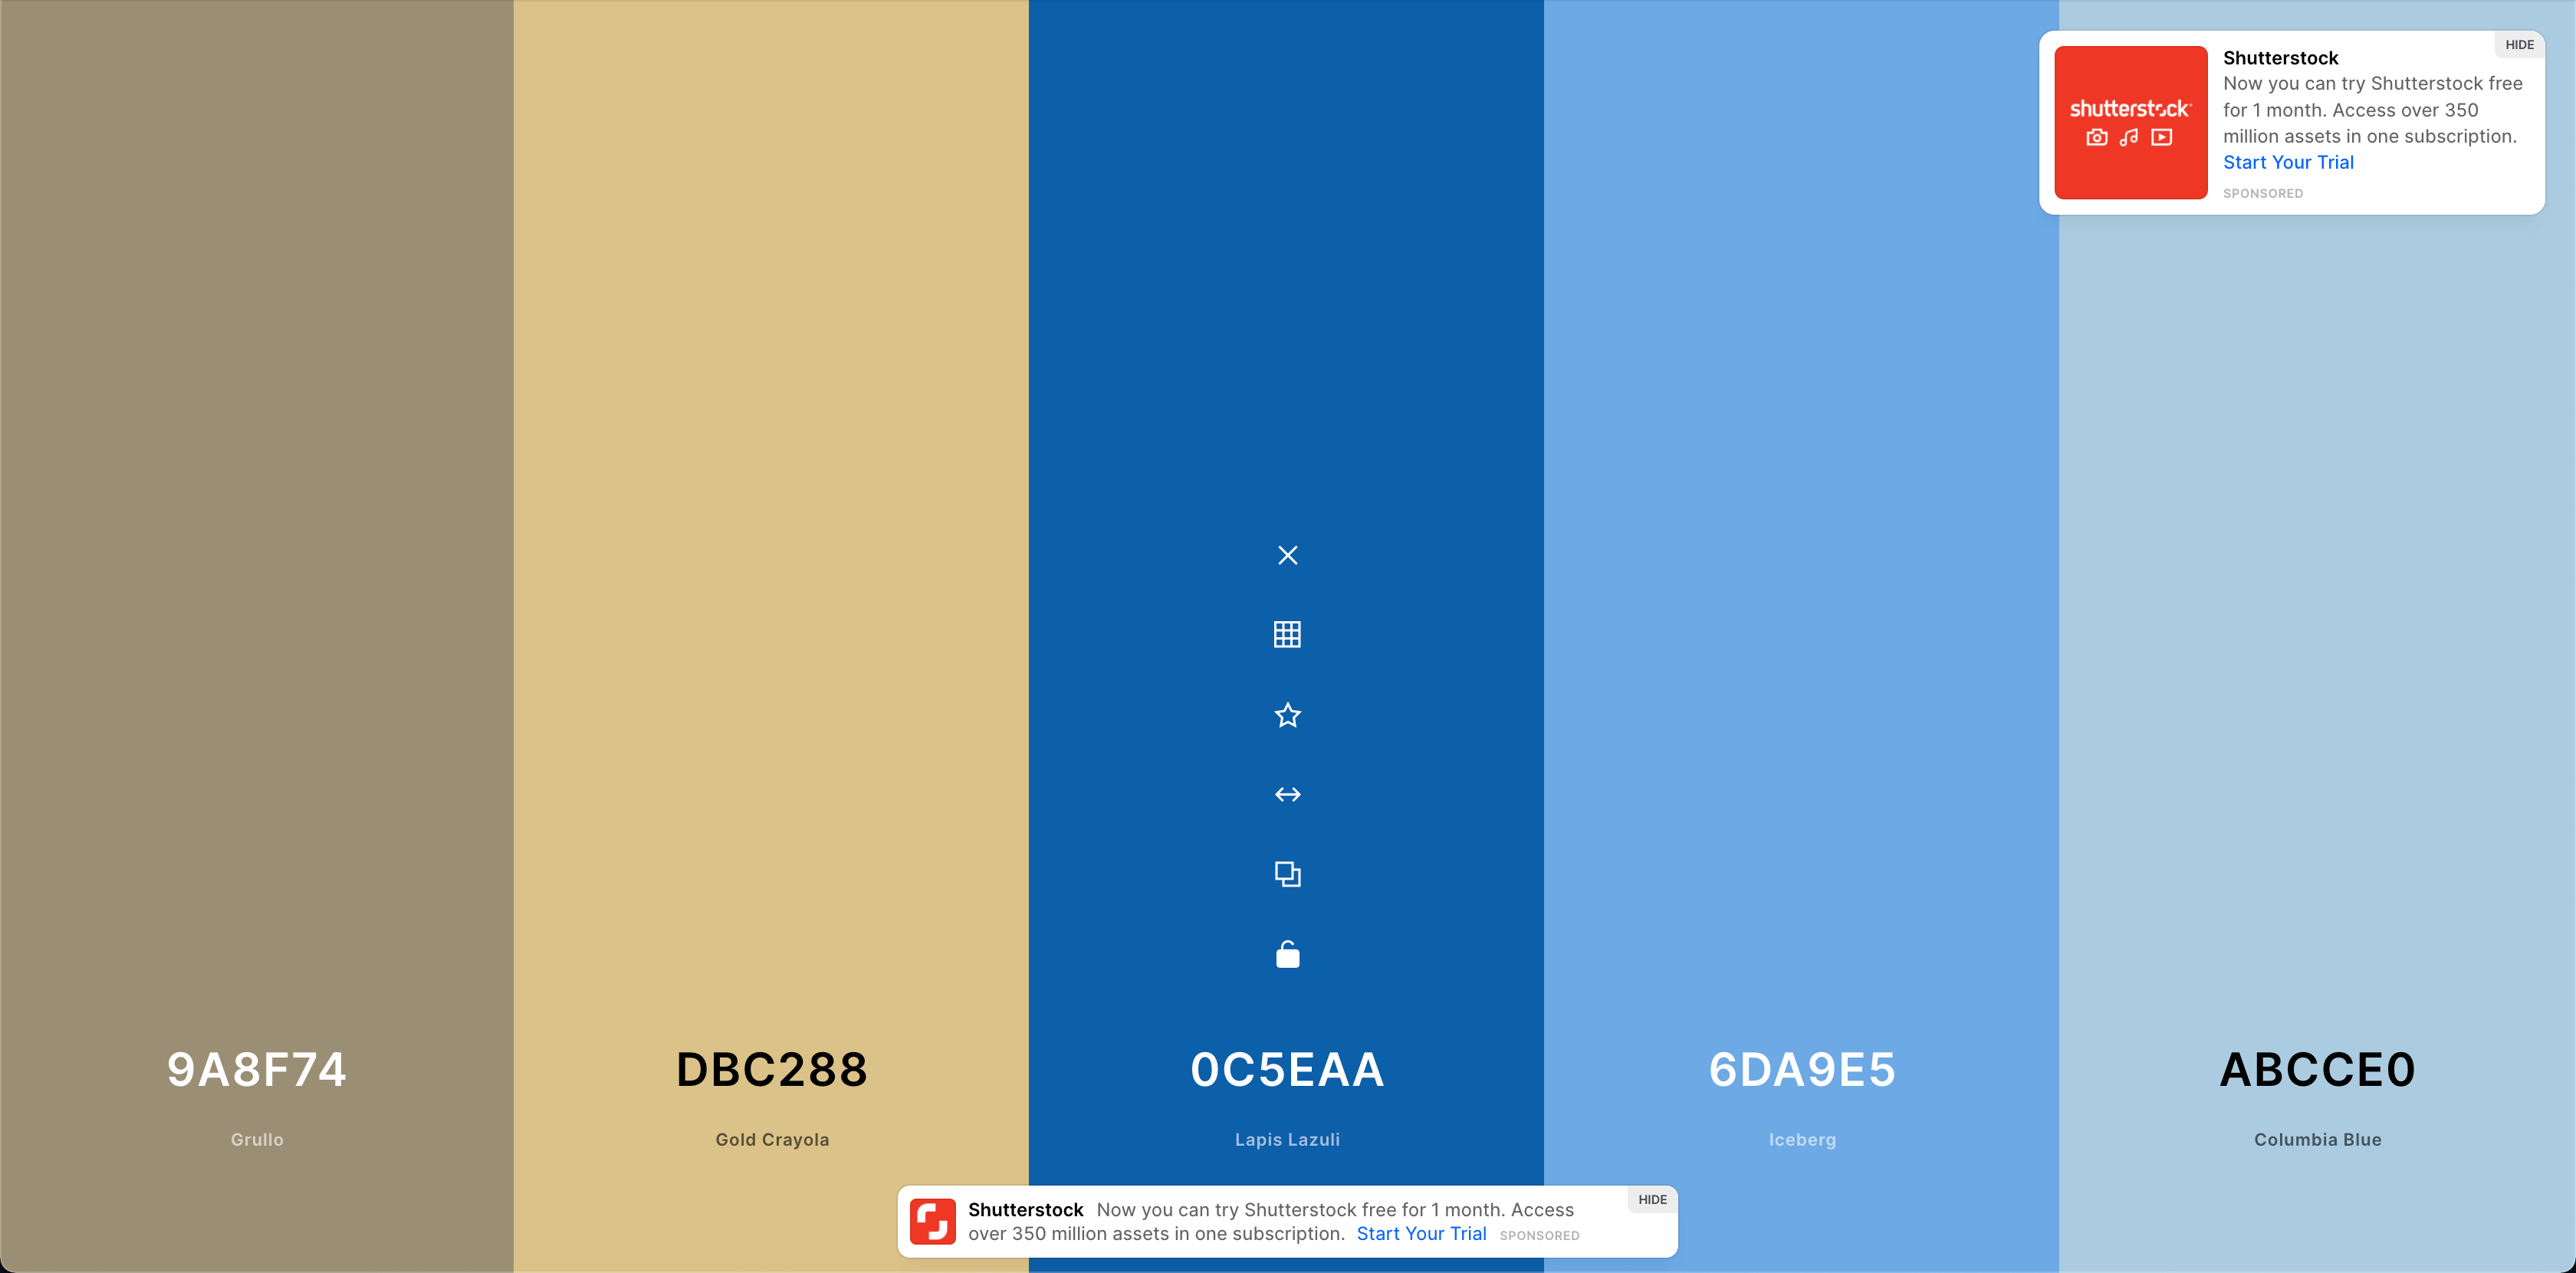 HIDE
shutterstock
Shutterstock
Now you can try Shutterstock free
for 1 month. Access over 350
million assets in one subscription.
Start Your Trial
SPONSORED
9A8F74
Grullo
DBC288
Gold Crayola
0C5EAA
Lapis Lazuli
6DA9E5
Iceberg
ABCCE0
Columbia Blue
HIDE
Shutterstock Now you can try Shutterstock free for 1 month. Access
over 350 million assets in one subscription. Start Your Trial SPONSORED